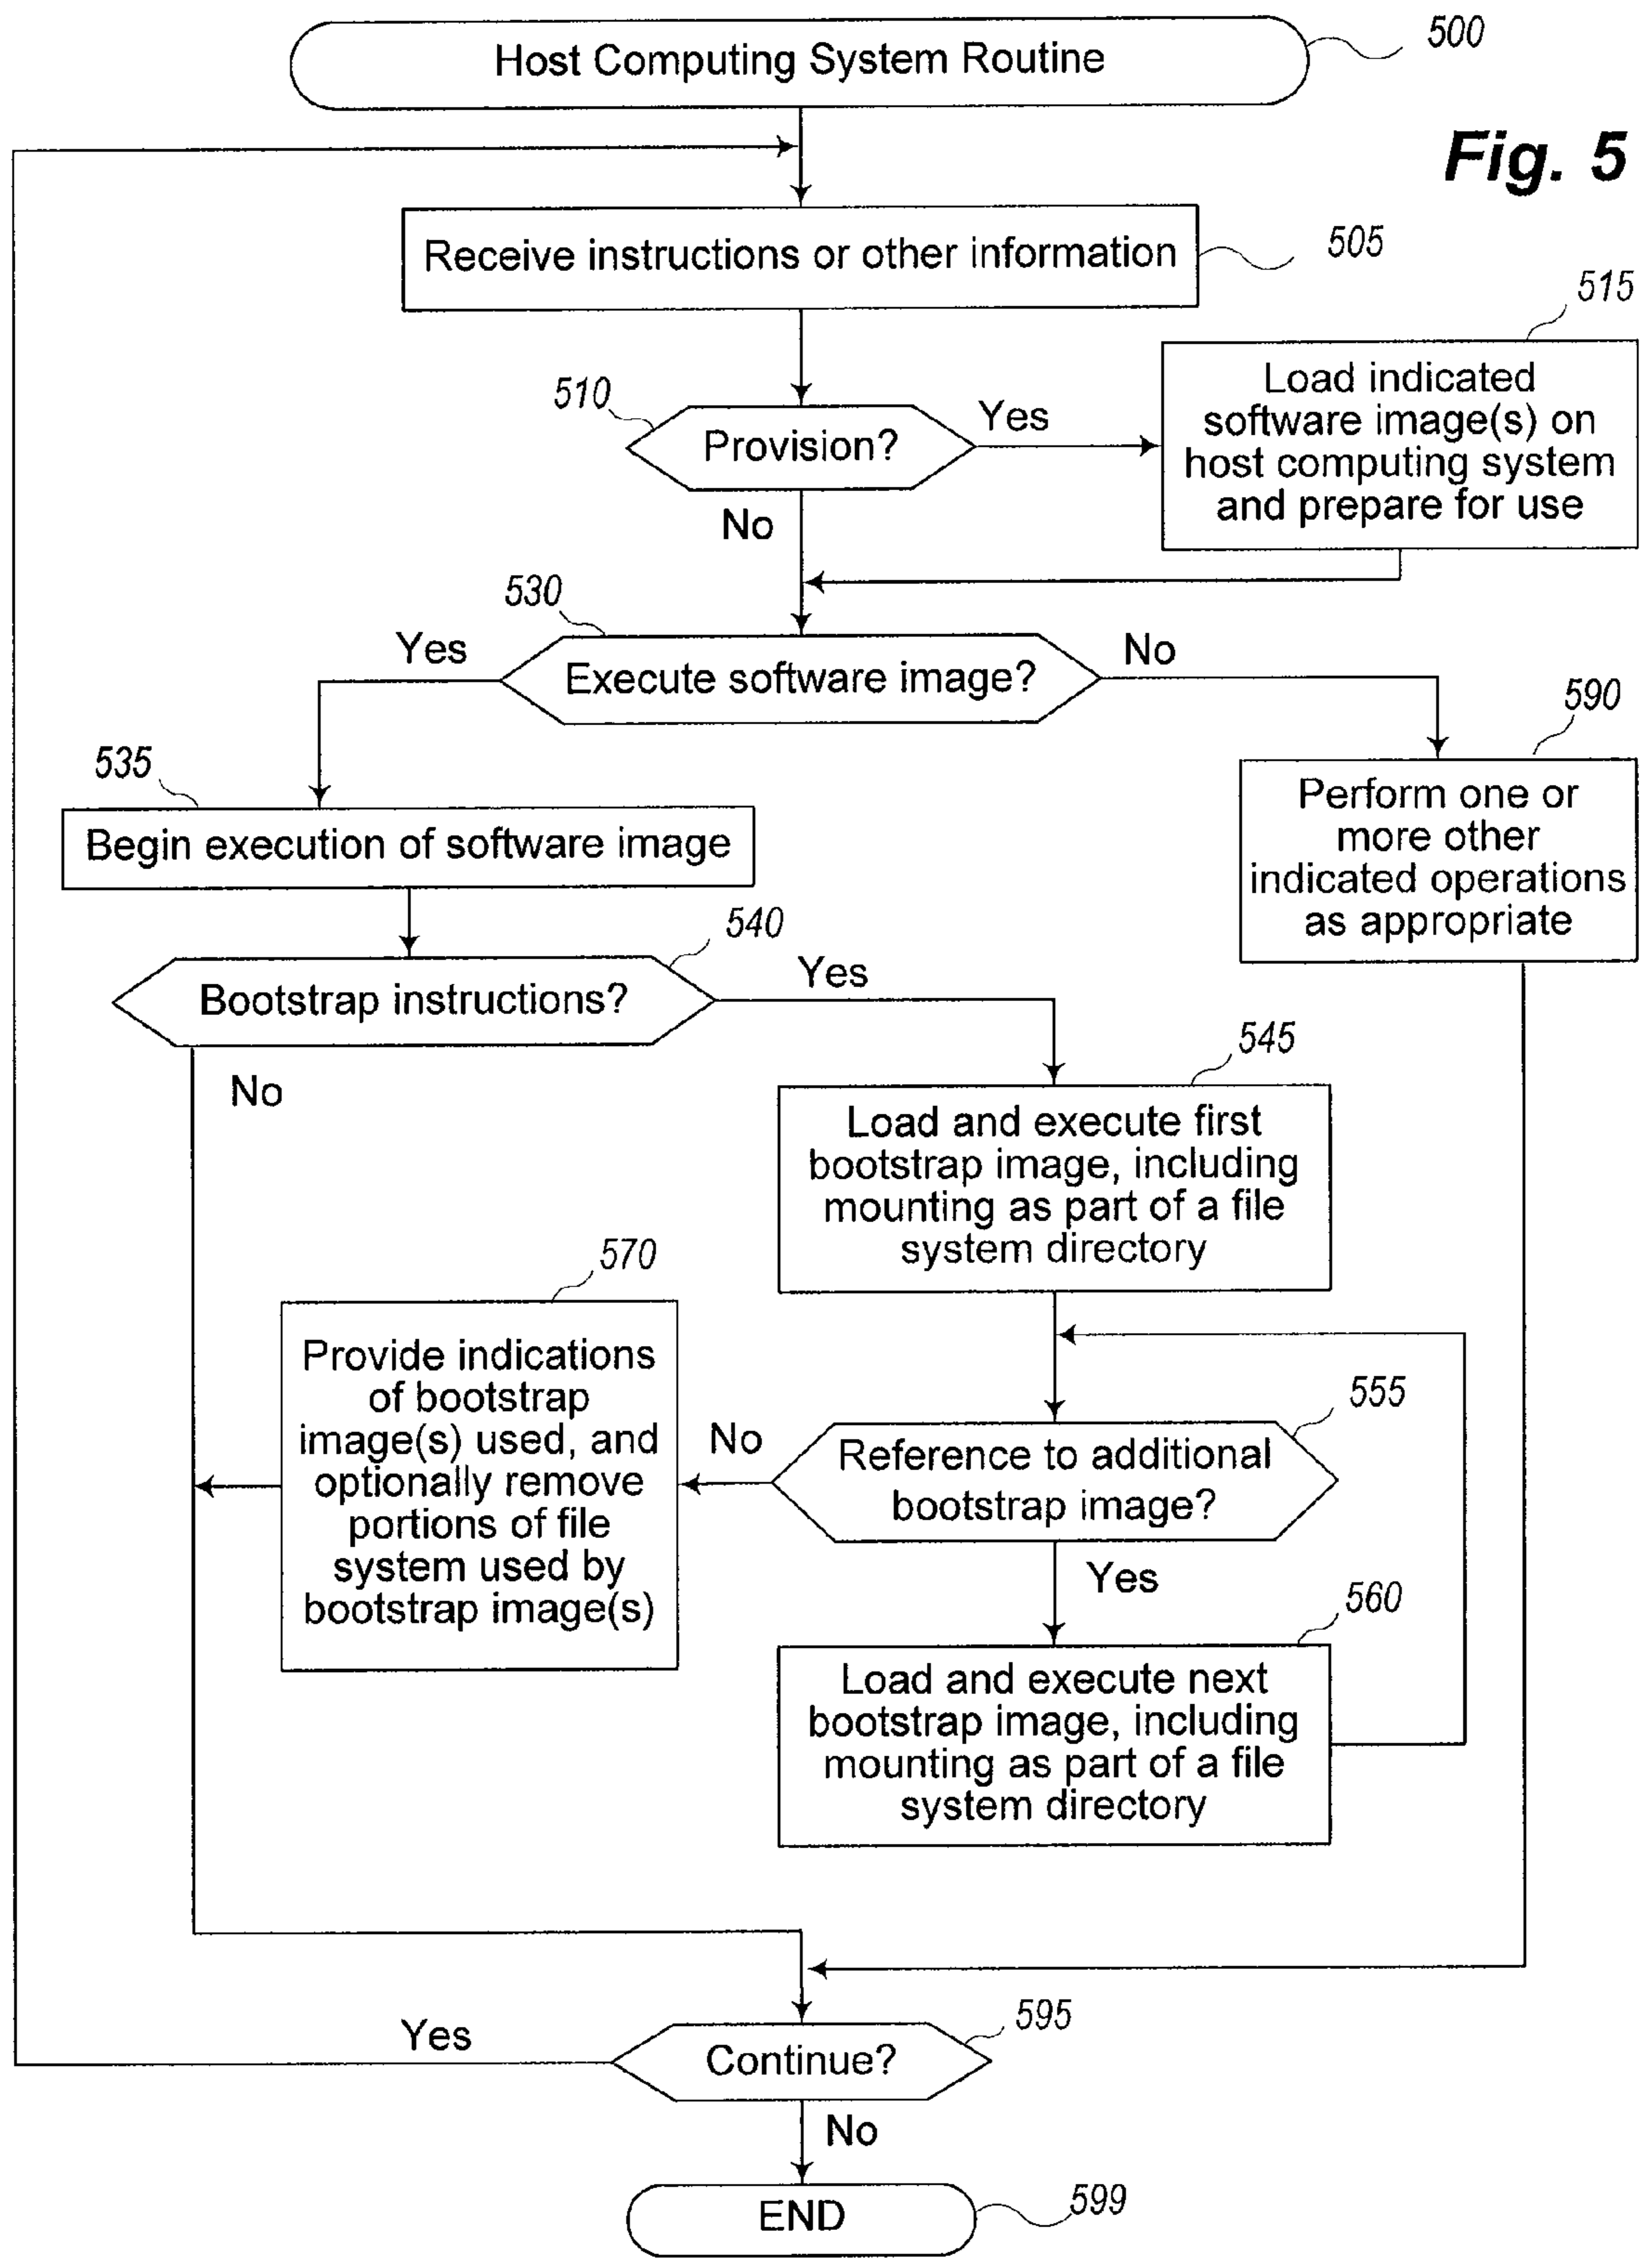 Host Computing System Routine
500
Fig. 5
Receive instructions or other information
505
515
Load indicated
software image(s) on
host computing system
and prepare for use
510
Provision?
Yes
No
530
Yes
Execute software image?
No
590
Perform one or
more other
indicated operations
as appropriate
535
Begin execution of software image
540
Bootstrap instructions?
Yes
No
545
Load and execute first
bootstrap image, including
mounting as part of a file
system directory
570
Provide indications
of bootstrap
image(s) used, and
optionally remove
portions of file
system used by
bootstrap image(s)
No
555
Reference to additional
bootstrap image?
Yes
560
Load and execute next
bootstrap image, including
mounting as part of a file
system directory
595
Yes
Continue?
No
END
599